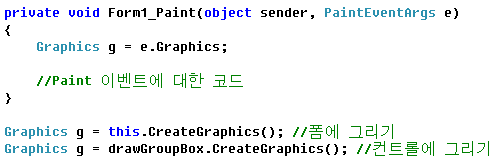 private void Form1_Paint(object sender, PaintEventArgs e)
{
    Graphics g = e.Graphics;
    //Paint 이벤트에 대한 코드
}
Graphics g = this.CreateGraphics(); //폼에 그리기
Graphics g = drawGroupBox.CreateGraphics(); //컨트롤에 그리기